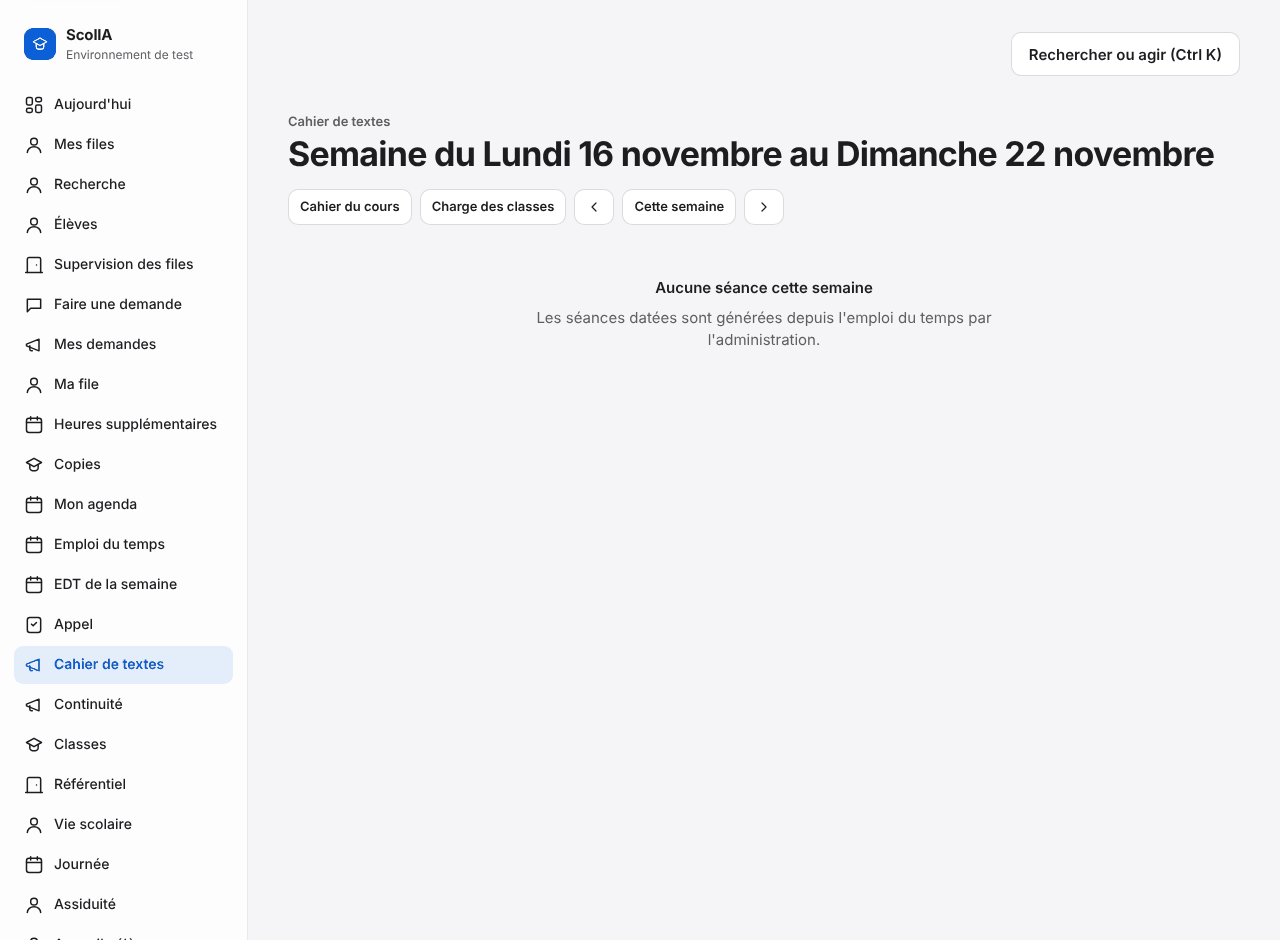 ScolIA
Environnement de test
Rechercher ou agir (Ctrl K)
Aujourd'hui
Mes files
Recherche
Élèves
Supervision des files
Faire une demande
Mes demandes
Ma file
Heures supplémentaires
Copies
Mon agenda
Emploi du temps
EDT de la semaine
Appel
Cahier de textes
Continuité
Classes
Référentiel
Vie scolaire
Journée
Assiduité
Cahier de textes
Semaine du Lundi 16 novembre au Dimanche 22 novembre
Cahier du cours
Charge des classes
Cette semaine
Aucune séance cette semaine
Les séances datées sont générées depuis l'emploi du temps par
l'administration.